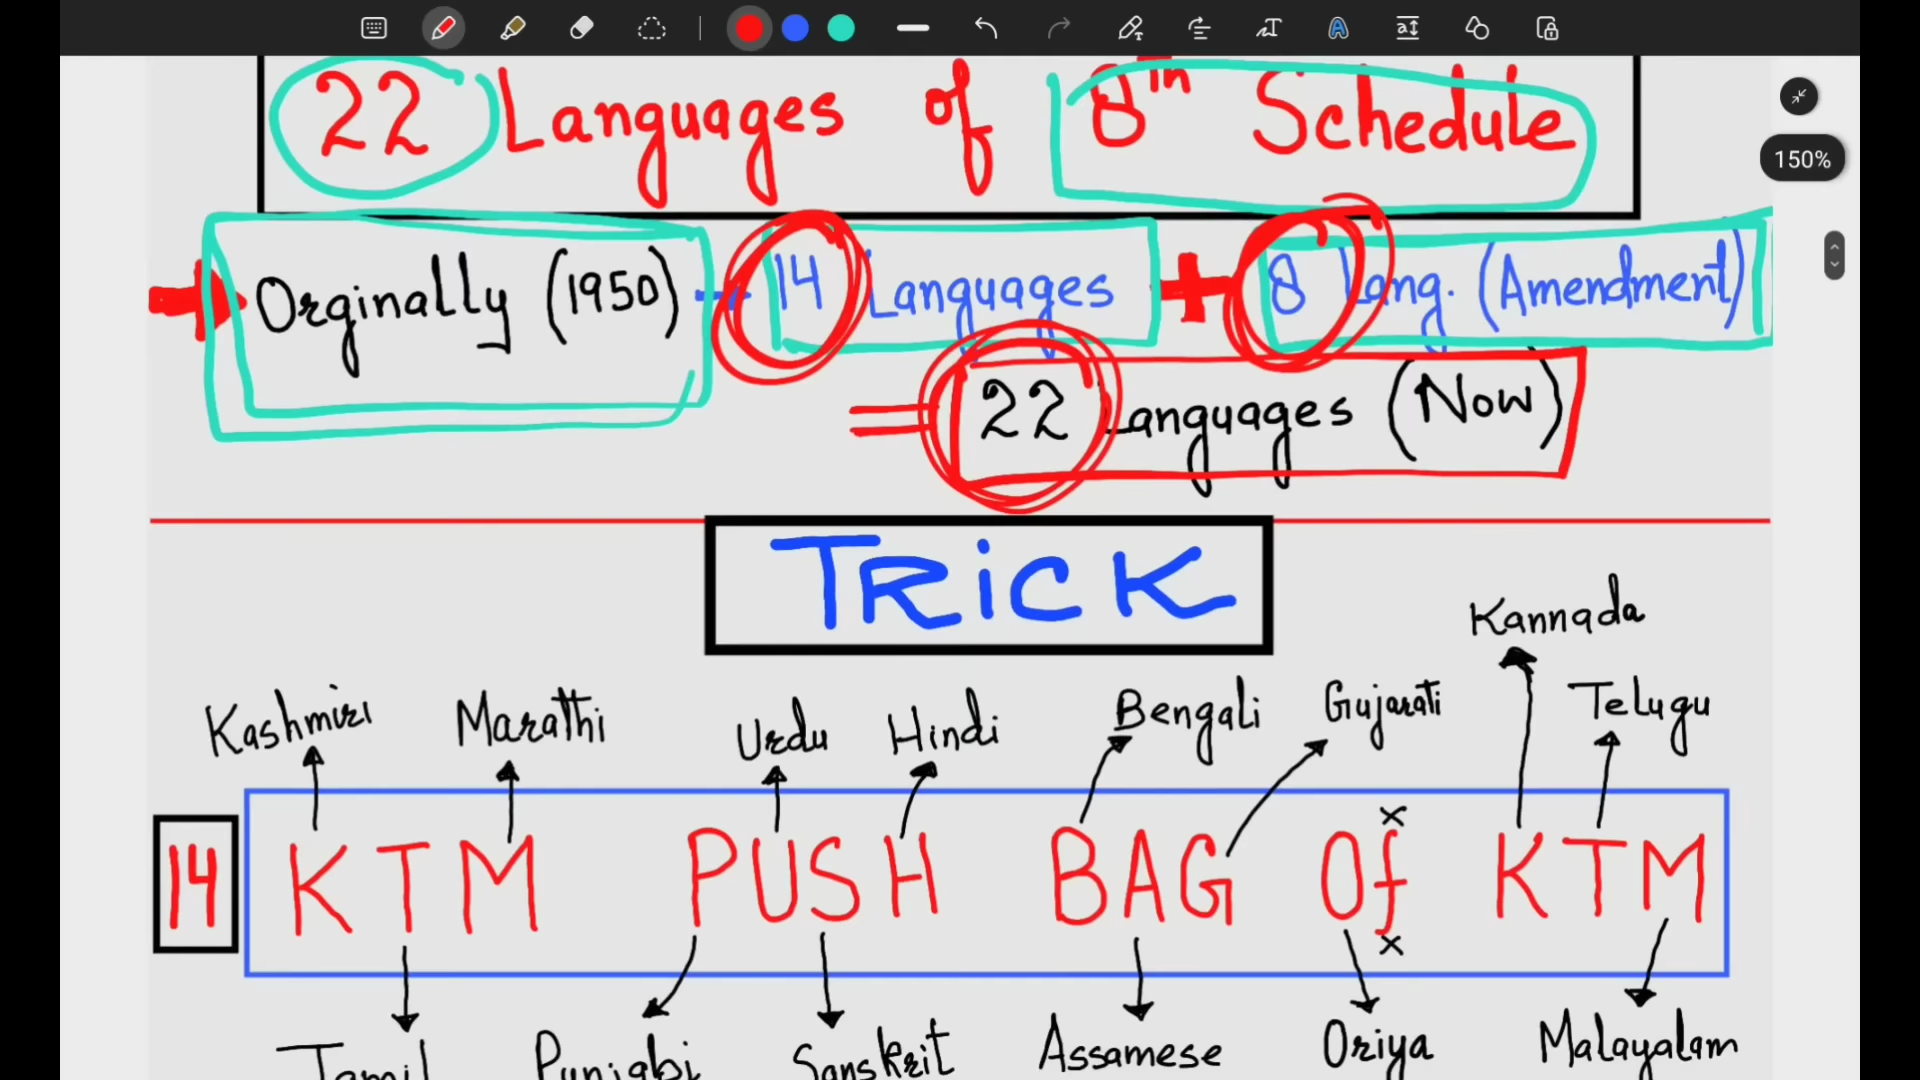 150%
22 Languages of 8th Schedule
Orginally (1950) - 14 Languages + 8 Lang. (Amendment)
= 22 Languages (Now)
TRiCK
Kannada
Kashmiri Marathi Urdu Hindi Bengali Gujarati Telugu
14 KTM PUSH BAG Of KTM
Tamil Punjabi Sanskrit Assamese Oriya Malayalam